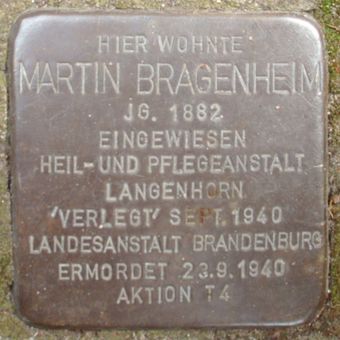 HIER WOHNTE
MARTIN BRAGENHEIM
JG. 1882
EINGEWIESEN
HEIL-UND PFLEGEANSTALT
LANGENHORN
'VERLEGT' SEPT. 1940
LANDESANSTALT BRANDENBURG
ERMORDET 23.9.1940
AKTION T4